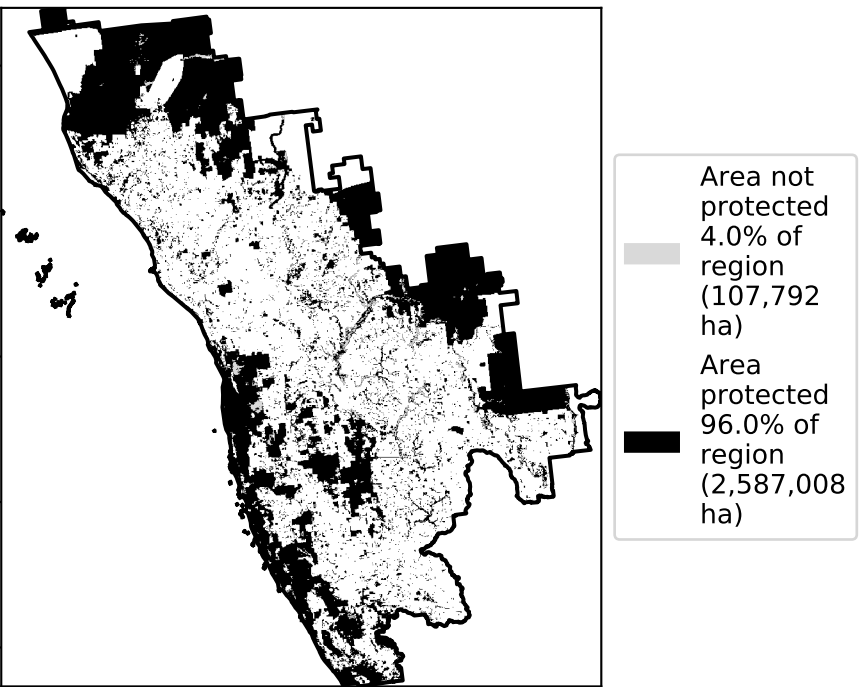 Area not
protected
4.0% of
region
(107,792
ha)
Area
protected
96.0% of
region
(2,587,008
ha)